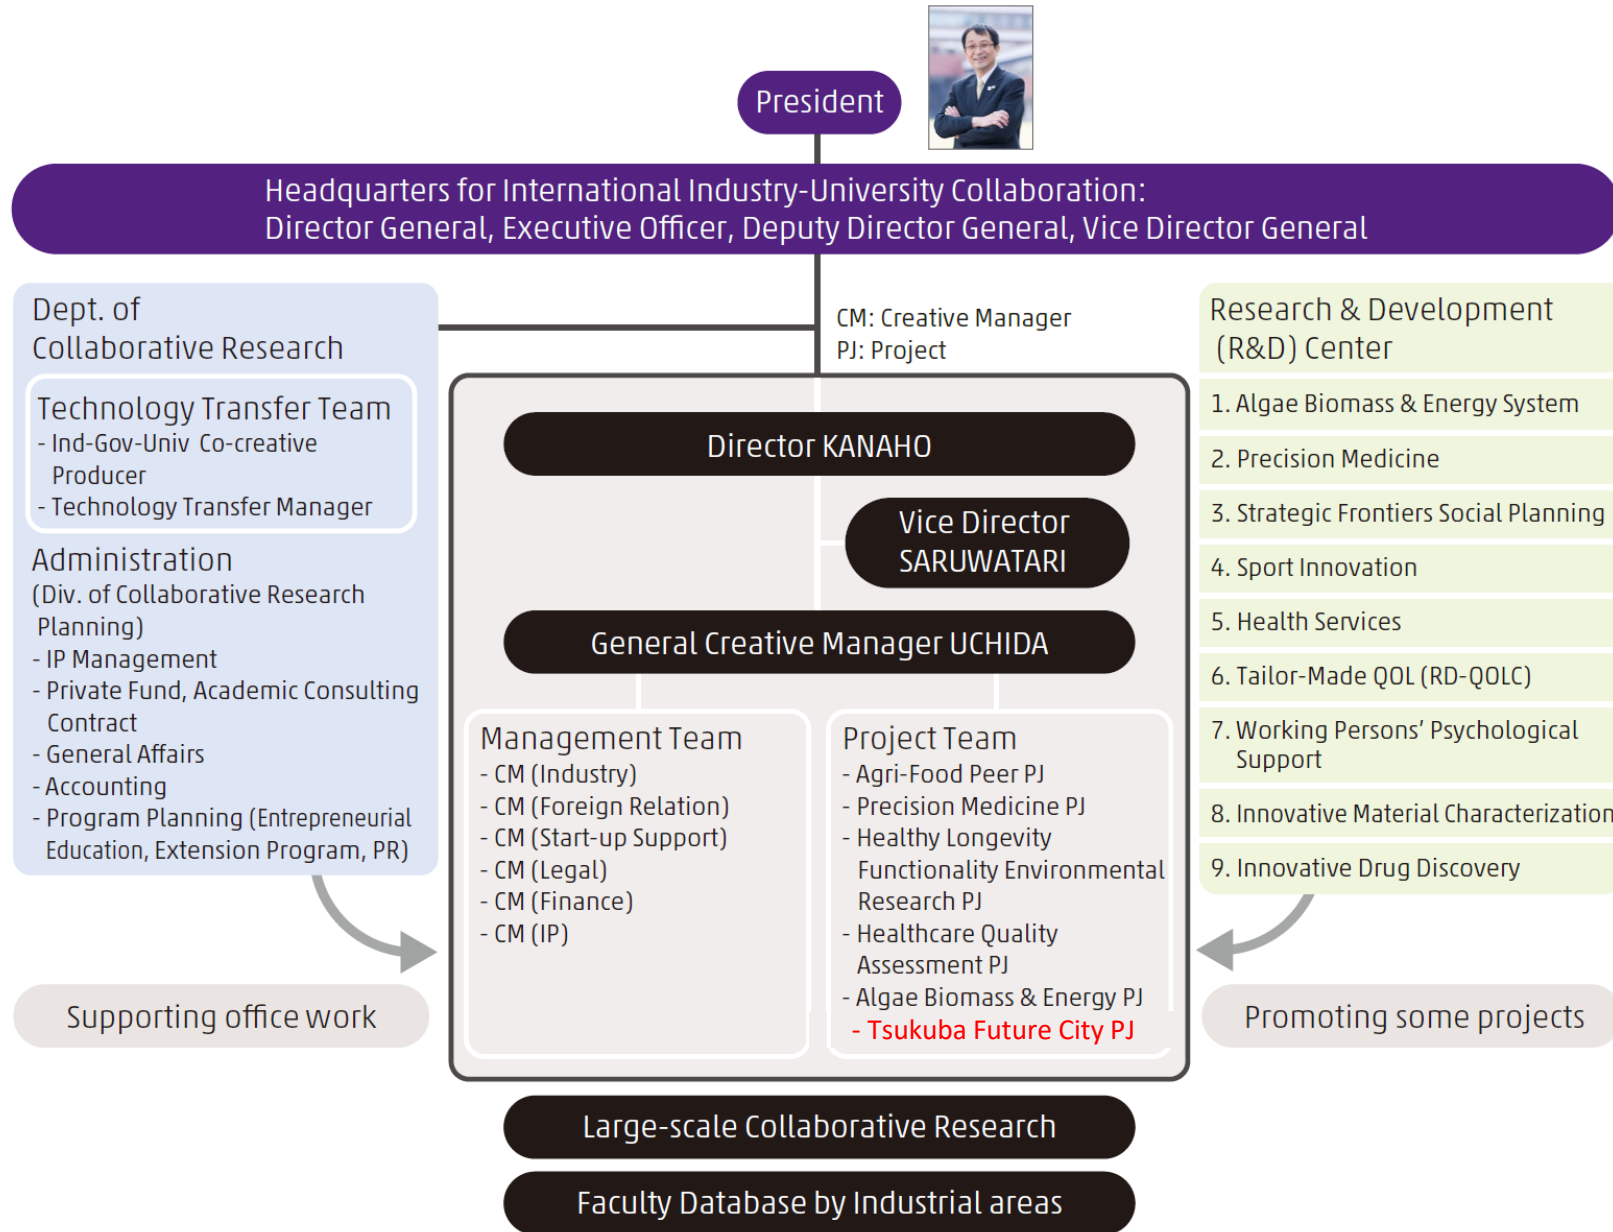 President
Headquarters for International Industry-University Collaboration:
Director General, Executive Officer, Deputy Director General, Vice Director General
Dept. of
Collaborative Research
Technology Transfer Team
- Ind-Gov-Univ Co-creative
Producer
- Technology Transfer Manager
Administration
(Div. of Collaborative Research
Planning)
- IP Management
- Private Fund, Academic Consulting
Contract
- General Affairs
- Accounting
- Program Planning (Entrepreneurial
Education, Extension Program, PR)
Supporting office work
CM: Creative Manager
PJ: Project
Director KANAHO
Vice Director
SARUWATARI
General Creative Manager UCHIDA
Management Team
- CM (Industry)
- CM (Foreign Relation)
- CM (Start-up Support)
- CM (Legal)
- CM (Finance)
- CM (IP)
Project Team
- Agri-Food Peer PJ
- Precision Medicine PJ
- Healthy Longevity
Functionality Environmental
Research PJ
- Healthcare Quality
Assessment PJ
- Algae Biomass & Energy PJ
- Tsukuba Future City PJ
Research & Development
(R&D) Center
1. Algae Biomass & Energy System
2. Precision Medicine
3. Strategic Frontiers Social Planning
4. Sport Innovation
5. Health Services
6. Tailor-Made QOL (RD-QOLC)
7. Working Persons' Psychological
Support
8. Innovative Material Characterization
9. Innovative Drug Discovery
Promoting some projects
Large-scale Collaborative Research
Faculty Database by Industrial areas